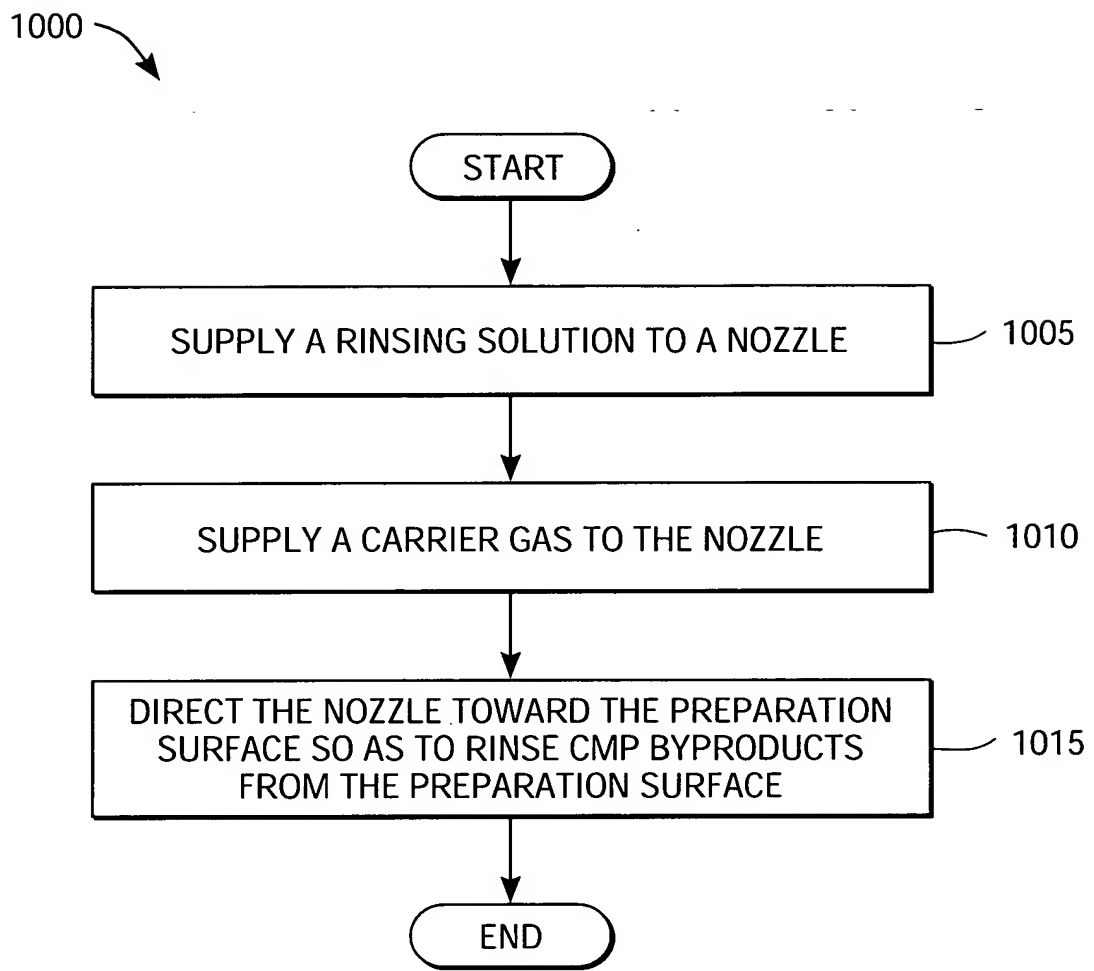 1000
START
SUPPLY A RINSING SOLUTION TO A NOZZLE
1005
SUPPLY A CARRIER GAS TO THE NOZZLE
1010
DIRECT THE NOZZLE TOWARD THE PREPARATION
SURFACE SO AS TO RINSE CMP BYPRODUCTS
FROM THE PREPARATION SURFACE
1015
END